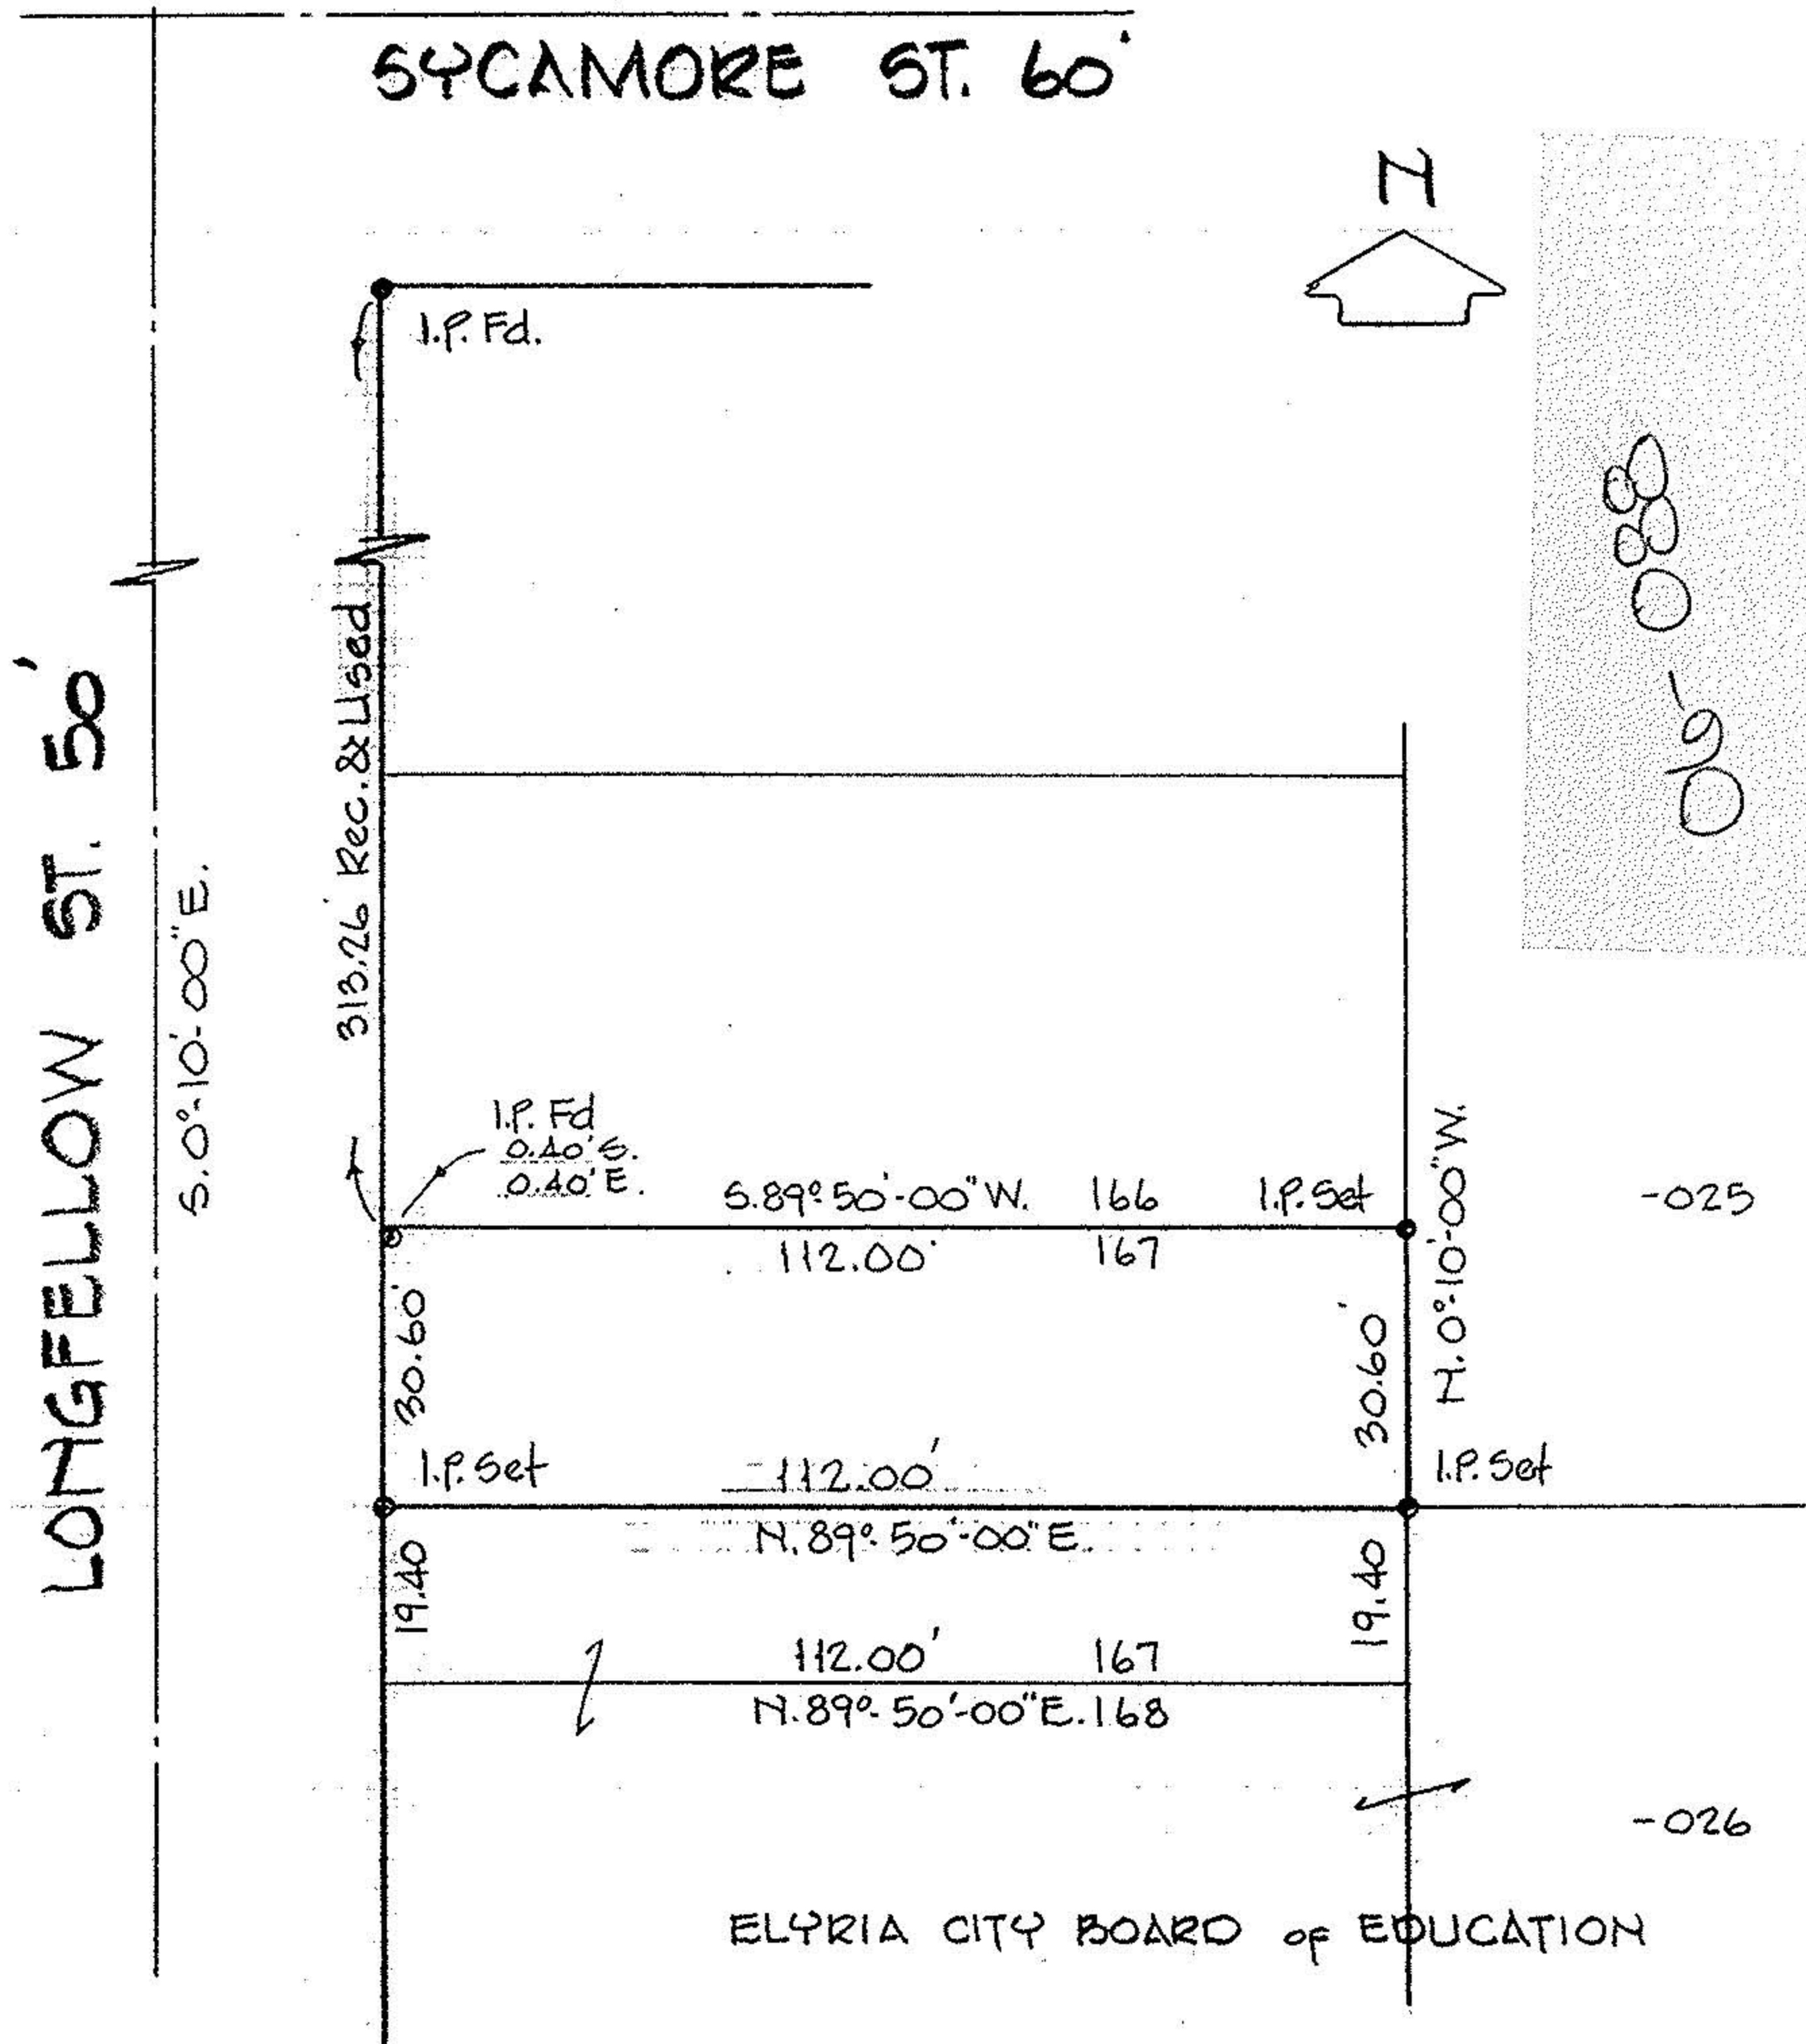 SYCAMORE ST. 60'
N
I.P. Fd.
LONGFELLOW ST. 50'
S.0°-10'-00"E.
313.26' Rec. & Used
I.P. Fd
0.40'S.
0.40'E.
S.89°-50'-00"W. 166 I.P. Set
112.00' 167
N.0°-10'-00"W.
-025
30.60'
30.60'
I.P. Set
112.00'
I.P. Set
N.89°-50'-00"E.
19.40
19.40
112.00' 167
N.89°-50'-00"E. 168
-026
ELYRIA CITY BOARD of EDUCATION